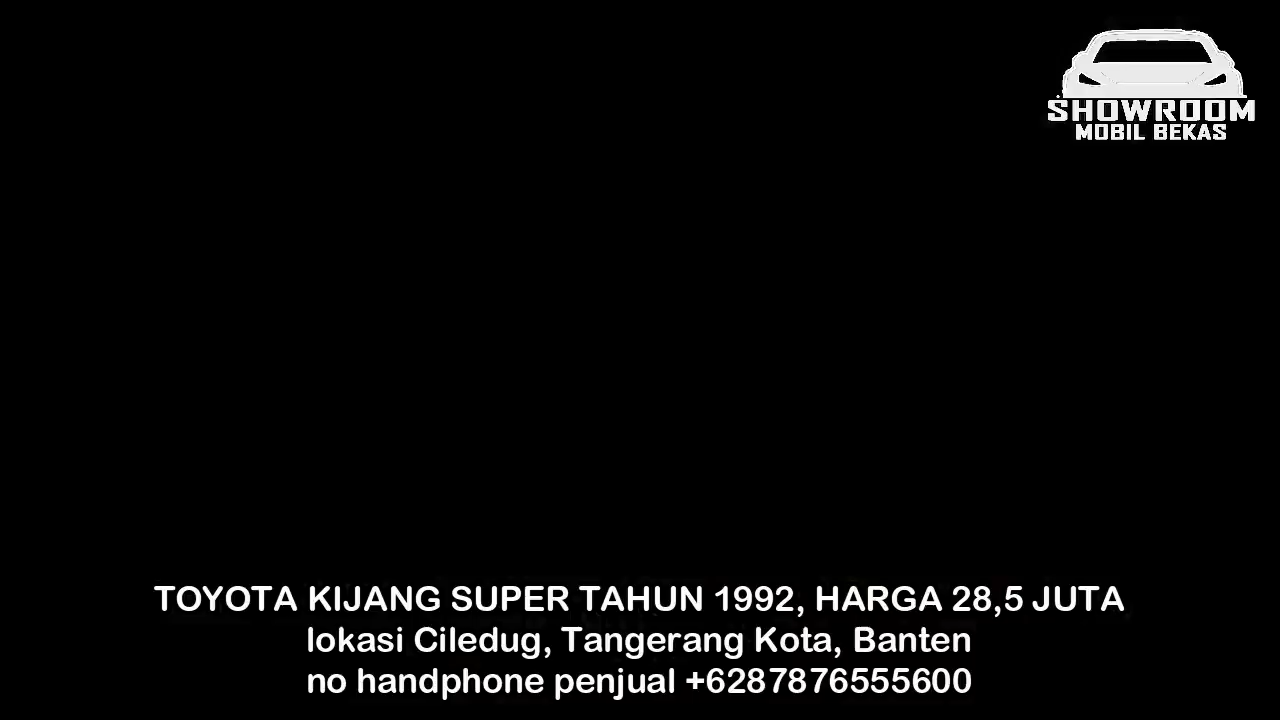 SHOWROOM
MOBIL BEKAS
TOYOTA KIJANG SUPER TAHUN 1992, HARGA 28,5 JUTA
lokasi Ciledug, Tangerang Kota, Banten
no handphone penjual +6287876555600